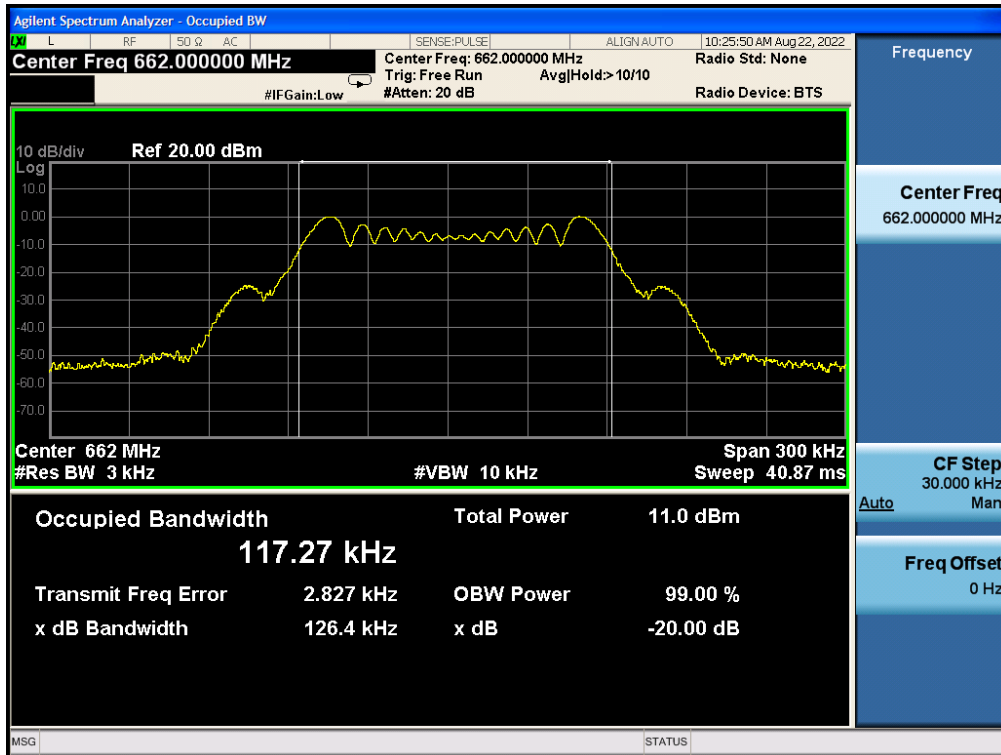 Agilent Spectrum Analyzer - Occupied BW
LXI L RF 50 Ω AC SENSE:PULSE ALIGN AUTO 10:25:50 AM Aug 22, 2022
Center Freq 662.000000 MHz
Center Freq: 662.000000 MHz Radio Std: None
Trig: Free Run Avg|Hold:> 10/10
#IFGain:Low #Atten: 20 dB Radio Device: BTS
10 dB/div Ref 20.00 dBm
Log
10.0
0.00
-10.0
-20.0
-30.0
-40.0
-50.0
-60.0
-70.0
Center 662 MHz Span 300 kHz
#Res BW 3 kHz #VBW 10 kHz Sweep 40.87 ms
Occupied Bandwidth Total Power 11.0 dBm
117.27 kHz
Transmit Freq Error 2.827 kHz OBW Power 99.00 %
x dB Bandwidth 126.4 kHz x dB -20.00 dB
MSG STATUS
Frequency
Center Freq
662.000000 MHz
CF Step
30.000 kHz
Auto Man
Freq Offset
0 Hz